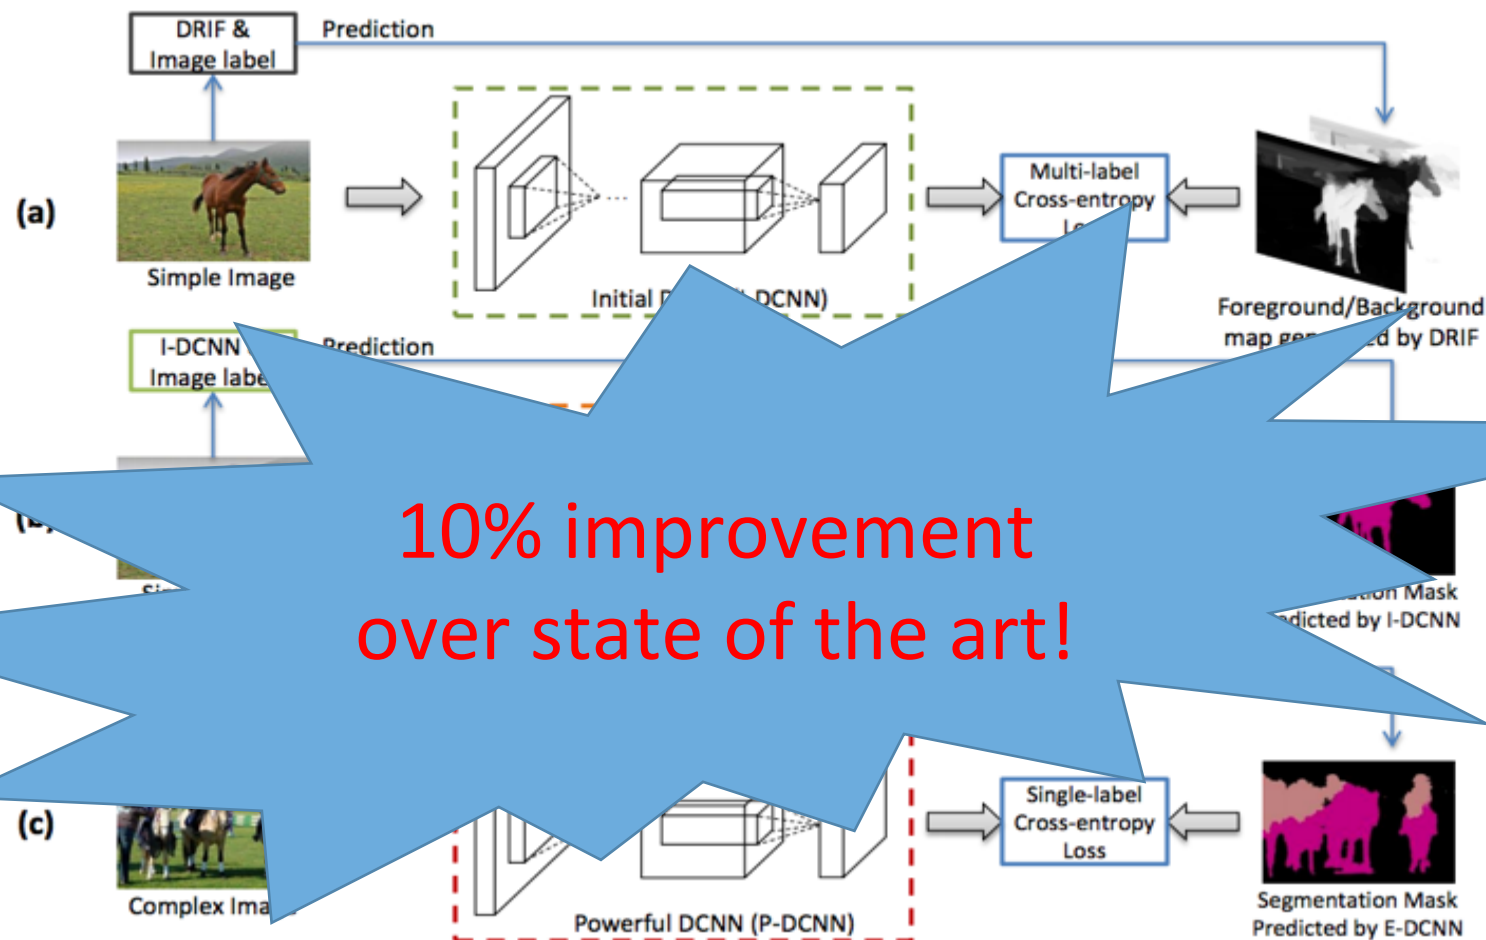 DRIF &
Image label
Prediction
(a)
Simple Image
Initial
DCNN)
Multi-label
Cross-entropy
Foreground/Background
map
by DRIF
I-DCNN
Image
Prediction
10% improvement
over state of the art!
Mask
by I-DCNN
(c)
Complex
Powerful DCNN (P-DCNN)
Single-label
Cross-entropy
Loss
Segmentation Mask
Predicted by E-DCNN